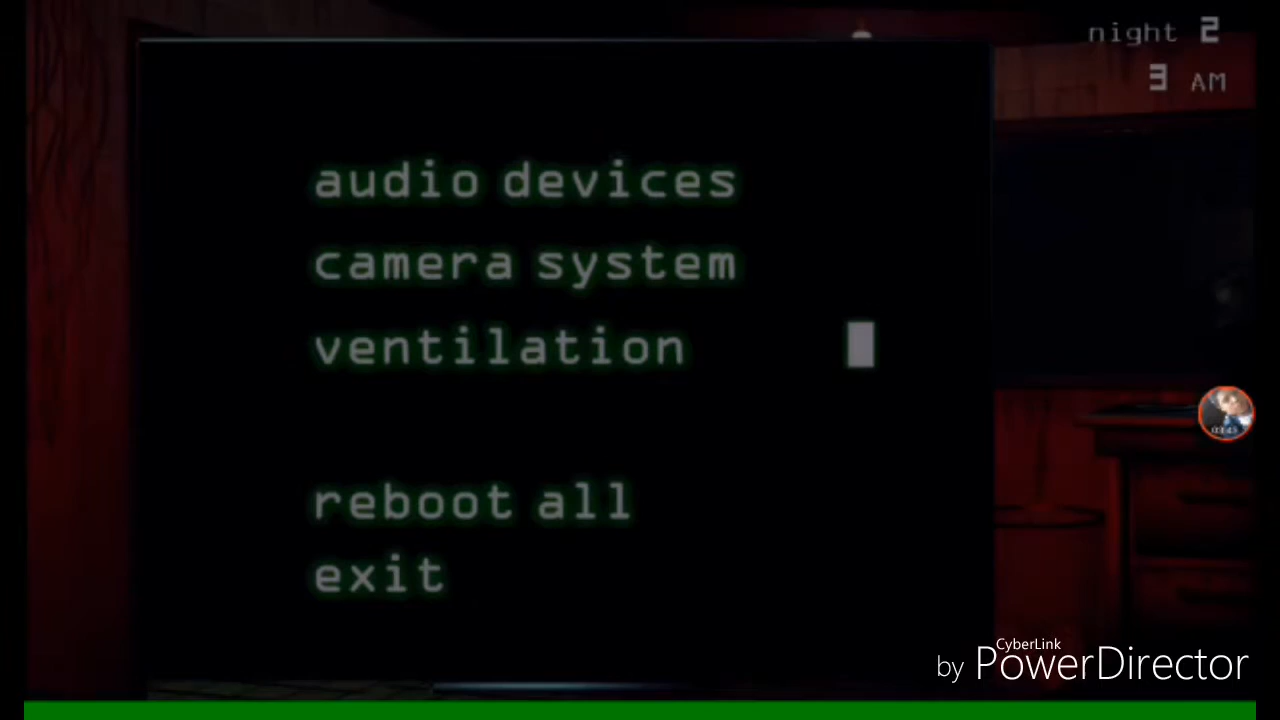 night 2
3 AM
audio devices
camera system
ventilation
reboot all
exit
CyberLink
by PowerDirector